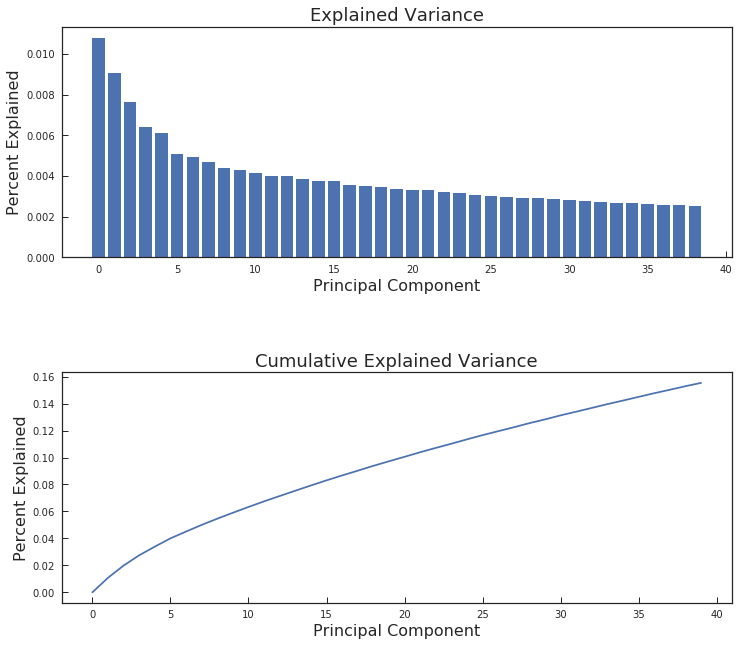 Explained Variance
0.010
0.008
0.006
0.004
0.002
0.000
Percent Explained
0 5 10 15 20 25 30 35 40
Principal Component
Cumulative Explained Variance
0.16
0.14
0.12
0.10
0.08
0.06
0.04
0.02
0.00
Percent Explained
0 5 10 15 20 25 30 35 40
Principal Component